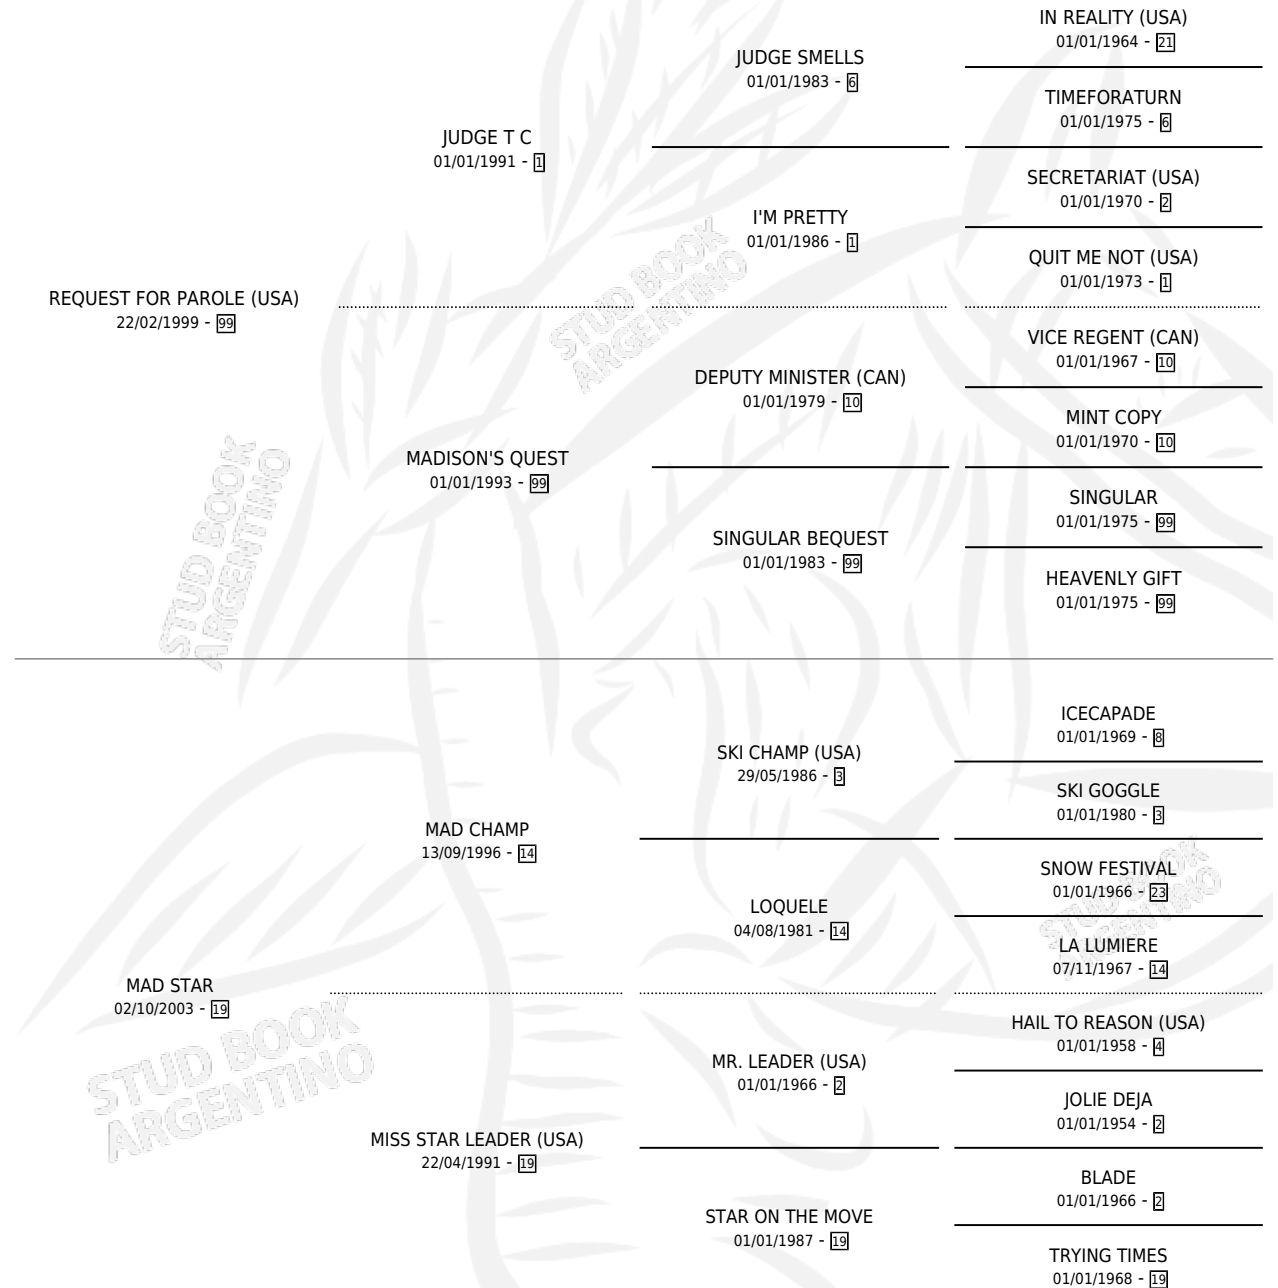 IN REALITY (USA)
01/01/1964 - 21
JUDGE SMELLS
01/01/1983 - 6
TIMEFORATURN
01/01/1975 - 6
JUDGE T C
01/01/1991 - 1
SECRETARIAT (USA)
01/01/1970 - 2
I'M PRETTY
01/01/1986 - 1
QUIT ME NOT (USA)
01/01/1973 - 1
REQUEST FOR PAROLE (USA)
22/02/1999 - 99
STUD BOOK
ARGENTINO
VICE REGENT (CAN)
01/01/1967 - 10
DEPUTY MINISTER (CAN)
01/01/1979 - 10
MINT COPY
01/01/1970 - 10
MADISON'S QUEST
01/01/1993 - 99
SINGULAR
01/01/1975 - 99
SINGULAR BEQUEST
01/01/1983 - 99
HEAVENLY GIFT
01/01/1975 - 99
STUD BOOK
ARGENTINO
ICECAPADE
01/01/1969 - 8
SKI CHAMP (USA)
29/05/1986 - 3
SKI GOGGLE
01/01/1980 - 3
MAD CHAMP
13/09/1996 - 14
SNOW FESTIVAL
01/01/1966 - 23
LOQUELE
04/08/1981 - 14
STUD BOOK
ARGENTINO
LA LUMIERE
07/11/1967 - 14
MAD STAR
02/10/2003 - 19
STUD BOOK
ARGENTINO
HAIL TO REASON (USA)
01/01/1958 - 4
MR. LEADER (USA)
01/01/1966 - 2
JOLIE DEJA
01/01/1954 - 2
MISS STAR LEADER (USA)
22/04/1991 - 19
BLADE
01/01/1966 - 2
STAR ON THE MOVE
01/01/1987 - 19
TRYING TIMES
01/01/1968 - 19